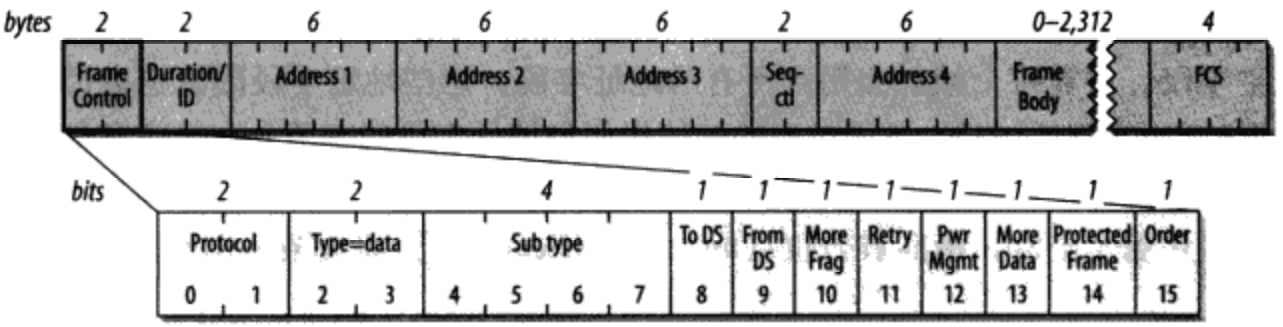 bytes 2 2 6 6 6 2 6 0–2,312 4
Frame Control Duration/ ID Address 1 Address 2 Address 3 Seq- ctl Address 4 Frame Body FCS
bits 2 2 4 1 1 1 1 1 1 1 1
Protocol Type=data Sub type To DS From DS More Frag Retry Pwr Mgmt More Data Protected Frame Order
0 1 2 3 4 5 6 7 8 9 10 11 12 13 14 15